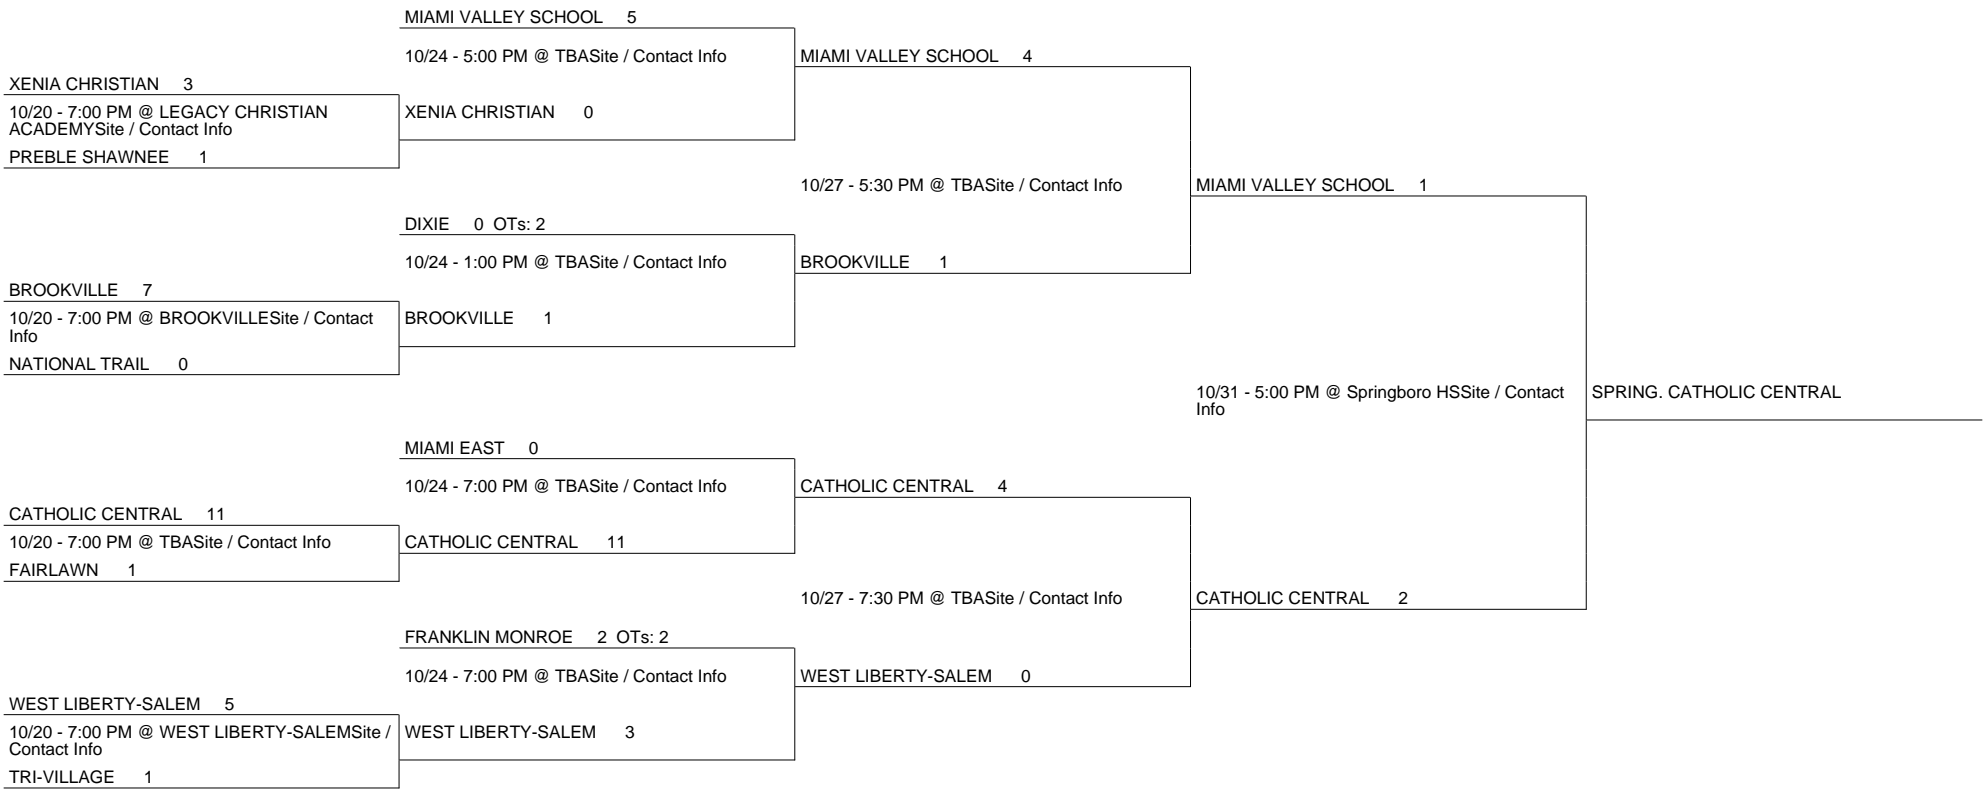 MIAMI VALLEY SCHOOL 5
10/24 - 5:00 PM @ TBASite / Contact Info
MIAMI VALLEY SCHOOL 4
XENIA CHRISTIAN 3
10/20 - 7:00 PM @ LEGACY CHRISTIAN
ACADEMYSite / Contact Info
XENIA CHRISTIAN 0
PREBLE SHAWNEE 1
10/27 - 5:30 PM @ TBASite / Contact Info
MIAMI VALLEY SCHOOL 1
DIXIE 0 OTs: 2
10/24 - 1:00 PM @ TBASite / Contact Info
BROOKVILLE 1
BROOKVILLE 7
10/20 - 7:00 PM @ BROOKVILLESite / Contact
Info
BROOKVILLE 1
NATIONAL TRAIL 0
10/31 - 5:00 PM @ Springboro HSSite / Contact
Info
SPRING. CATHOLIC CENTRAL
MIAMI EAST 0
10/24 - 7:00 PM @ TBASite / Contact Info
CATHOLIC CENTRAL 4
CATHOLIC CENTRAL 11
10/20 - 7:00 PM @ TBASite / Contact Info
CATHOLIC CENTRAL 11
FAIRLAWN 1
10/27 - 7:30 PM @ TBASite / Contact Info
CATHOLIC CENTRAL 2
FRANKLIN MONROE 2 OTs: 2
10/24 - 7:00 PM @ TBASite / Contact Info
WEST LIBERTY-SALEM 0
WEST LIBERTY-SALEM 5
10/20 - 7:00 PM @ WEST LIBERTY-SALEMSite /
Contact Info
WEST LIBERTY-SALEM 3
TRI-VILLAGE 1